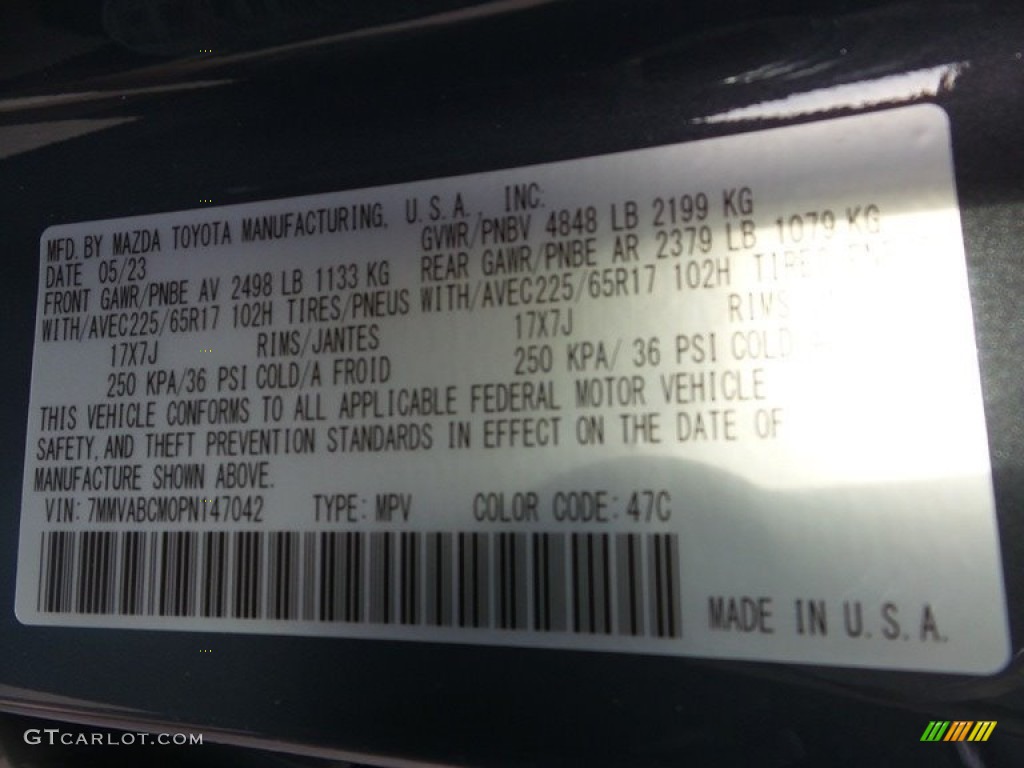 MFD. BY MAZDA TOYOTA MANUFACTURING, U.S.A. INC.
DATE 05/23 GVWR/PNBV 4848 LB 2199 KG
FRONT GAWR/PNBE AV 2498 LB 1133 KG REAR GAWR/PNBE AR 2379 LB 1079 KG
WITH/AVEC225/65R17 102H TIRES/PNEUS WITH/AVEC225/65R17 102H
17X7J RIMS/JANTES 17X7J
250 KPA/36 PSI COLD/A FROID 250 KPA/ 36 PSI COLD
THIS VEHICLE CONFORMS TO ALL APPLICABLE FEDERAL MOTOR VEHICLE
SAFETY, AND THEFT PREVENTION STANDARDS IN EFFECT ON THE DATE OF
MANUFACTURE SHOWN ABOVE.
VIN: 7MMVABCM0PN147042 TYPE: MPV COLOR CODE: 47C
MADE IN U.S.A.
GTCARLOT.COM